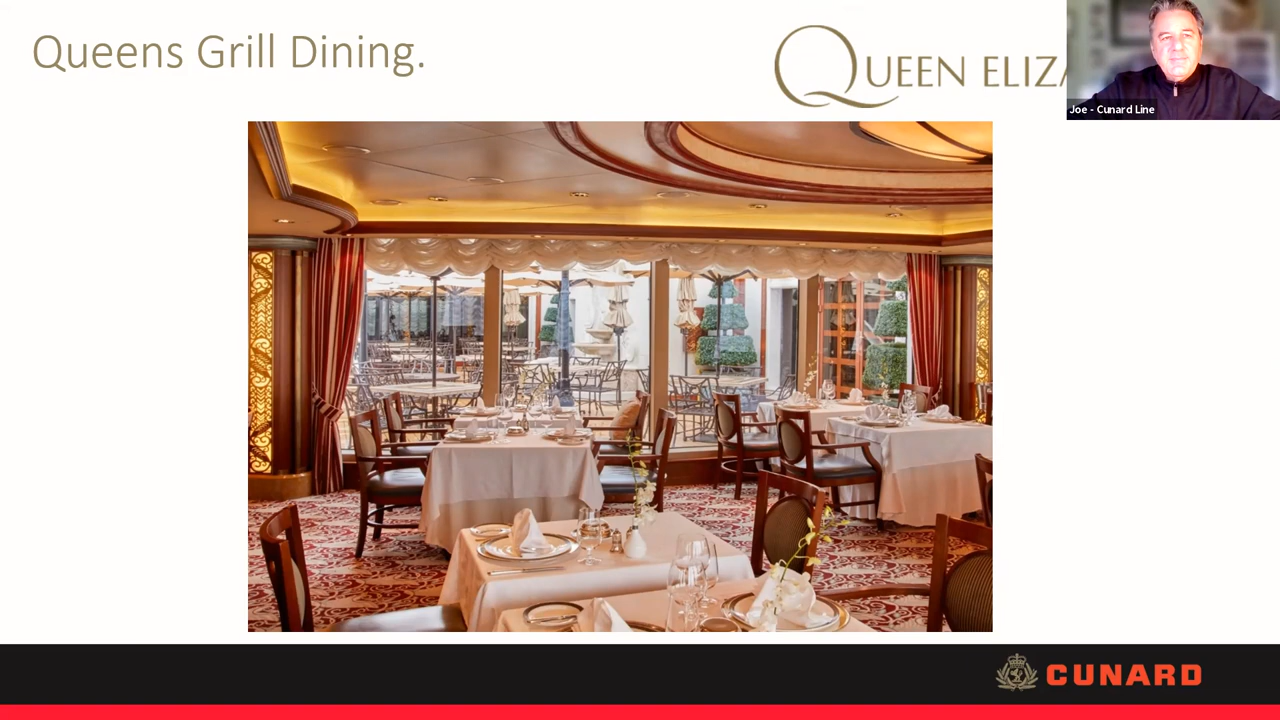 Queens Grill Dining.
QUEEN ELIZA
Joe - Cunard Line
CUNARD